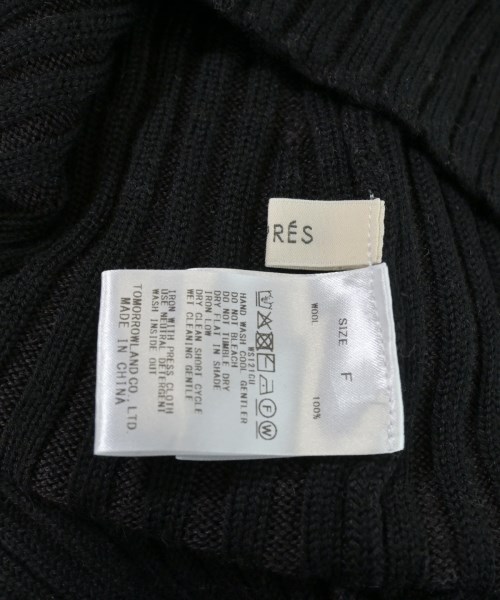 RÉS
SIZE F
WOOL 100%
HAND WASH COOL GENTLER
DO NOT BLEACH
DO NOT TUMBLE DRY
DRY FLAT IN SHADE
IRON LOW
DRY CLEAN SHORT CYCLE
WET CLEANING GENTLE
IRON WITH PRESS CLOTH
USE NEUTRAL DETERGENT
WASH INSIDE OUT
TOMORROWLAND CO., LTD.
MADE IN CHINA